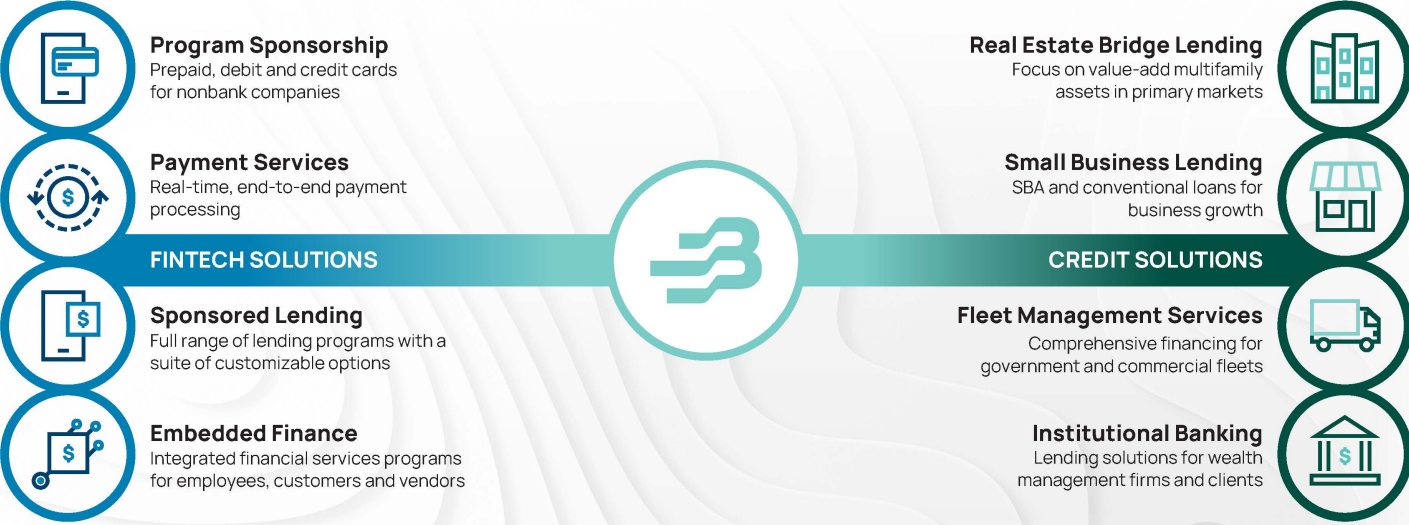 Program Sponsorship
Prepaid, debit and credit cards
for nonbank companies
Payment Services
Real-time, end-to-end payment
processing
FINTECH SOLUTIONS
Sponsored Lending
Full range of lending programs with a
suite of customizable options
Embedded Finance
Integrated financial services programs
for employees, customers and vendors
Real Estate Bridge Lending
Focus on value-add multifamily
assets in primary markets
Small Business Lending
SBA and conventional loans for
business growth
CREDIT SOLUTIONS
Fleet Management Services
Comprehensive financing for
government and commercial fleets
Institutional Banking
Lending solutions for wealth
management firms and clients